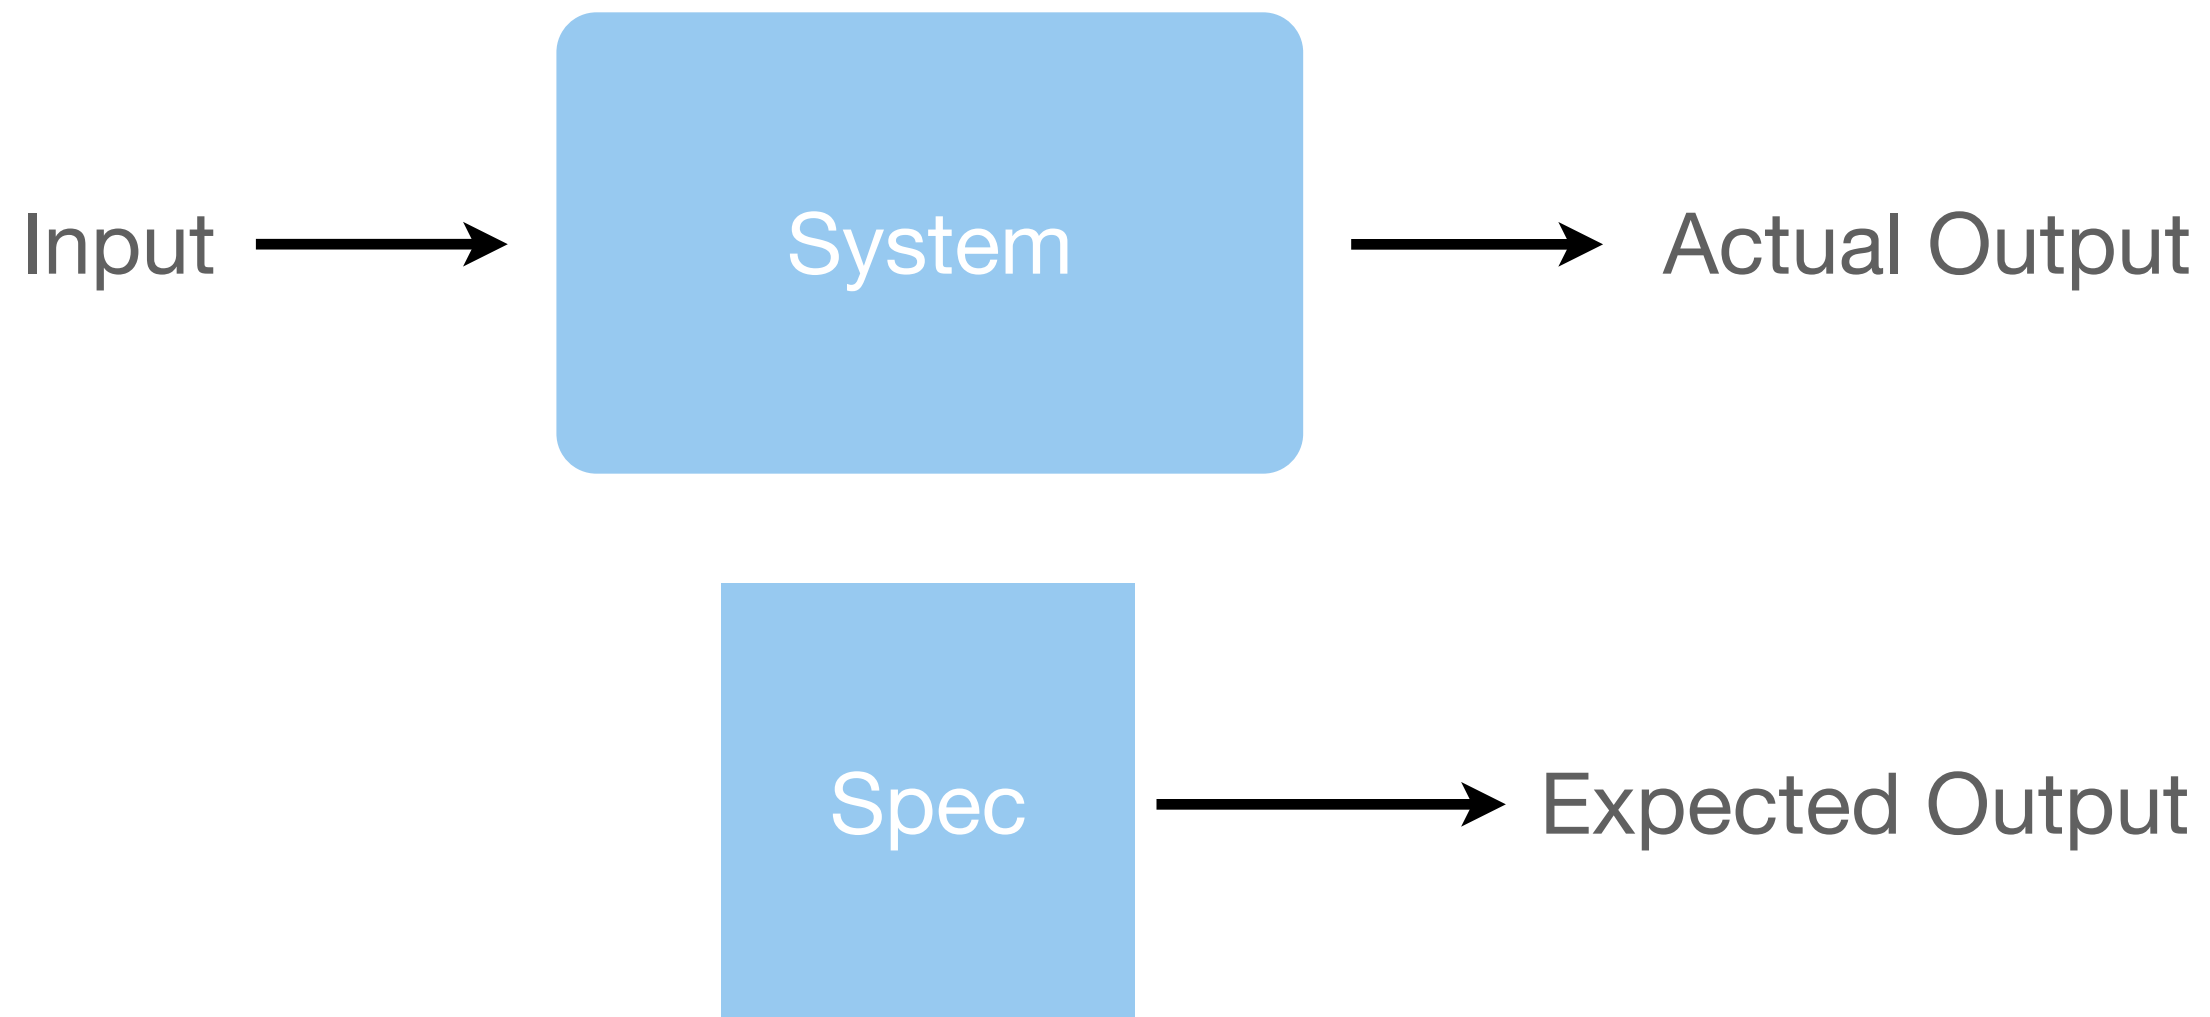 Input
System
Actual Output
Spec
Expected Output